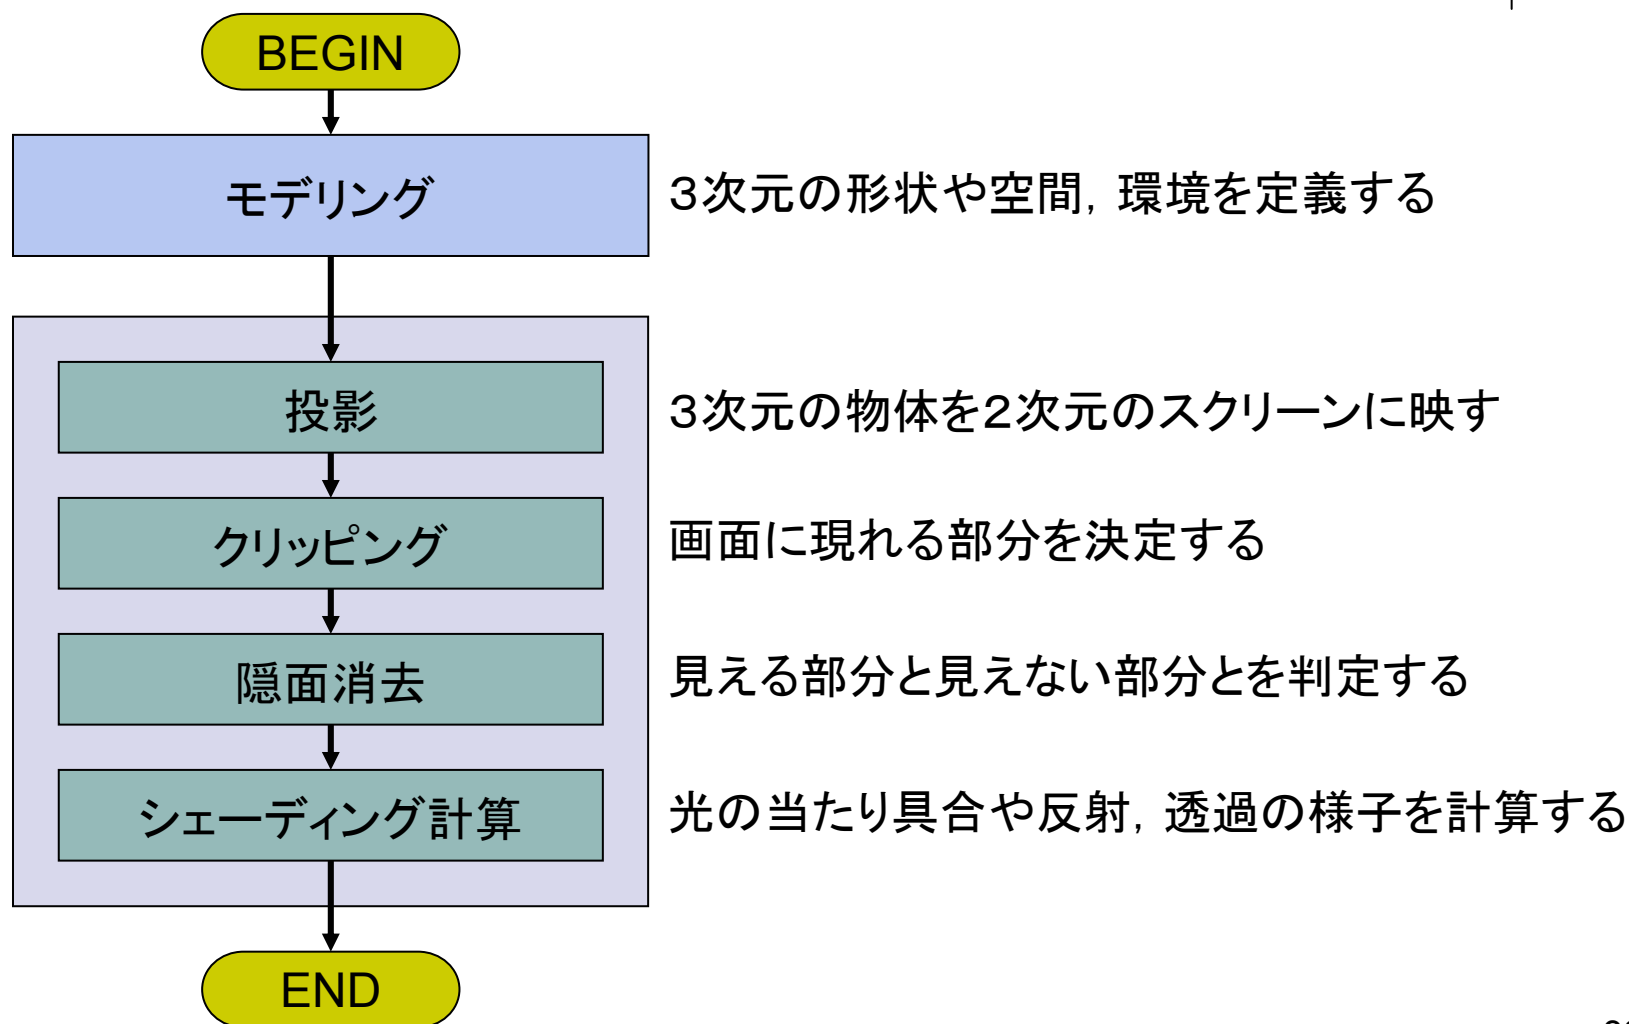 BEGIN
モデリング
３次元の形状や空間，環境を定義する
投影
３次元の物体を２次元のスクリーンに映す
クリッピング
画面に現れる部分を決定する
隠面消去
見える部分と見えない部分とを判定する
シェーディング計算
光の当たり具合や反射，透過の様子を計算する
END